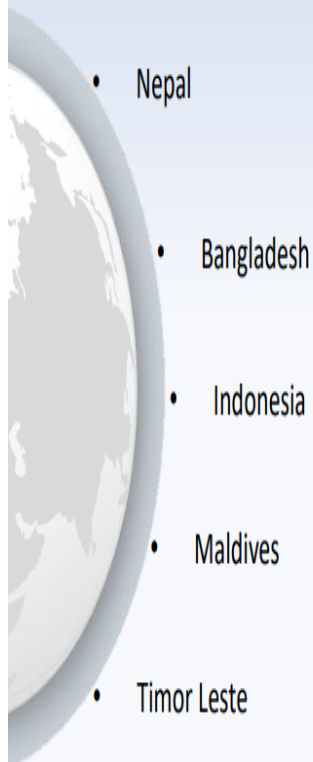 • Nepal
• Bangladesh
• Indonesia
• Maldives
• Timor Leste